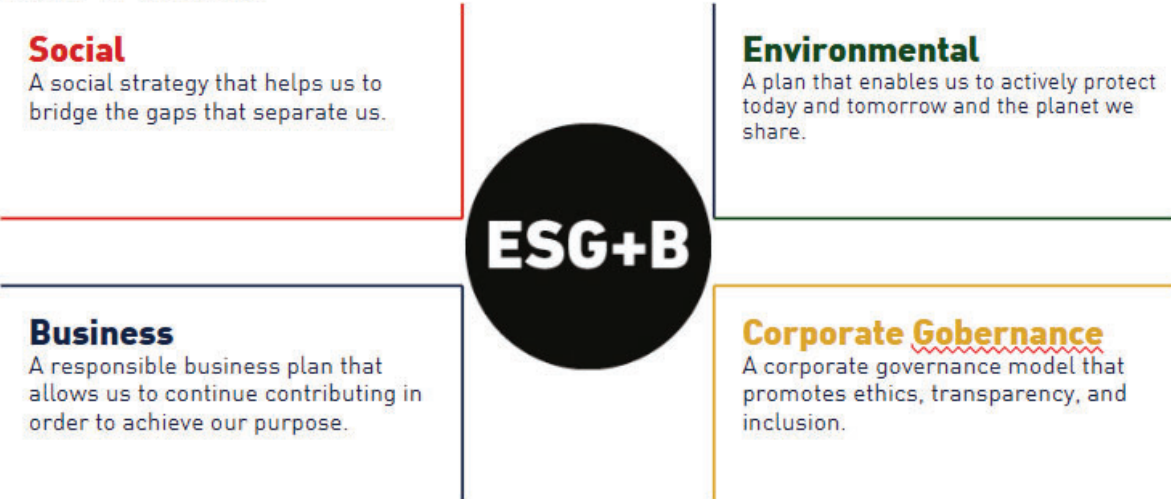 Social
A social strategy that helps us to
bridge the gaps that separate us.
Environmental
A plan that enables us to actively protect
today and tomorrow and the planet we
share.
ESG+B
Business
A responsible business plan that
allows us to continue contributing in
order to achieve our purpose.
Corporate Gobernance
A corporate governance model that
promotes ethics, transparency, and
inclusion.